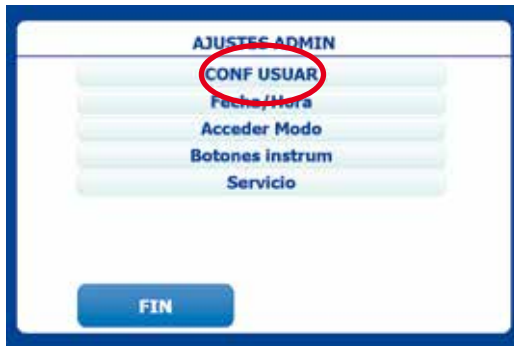 AJUSTES ADMIN
CONF USUAR
Fecha/Hora
Acceder Modo
Botones instrum
Servicio
FIN